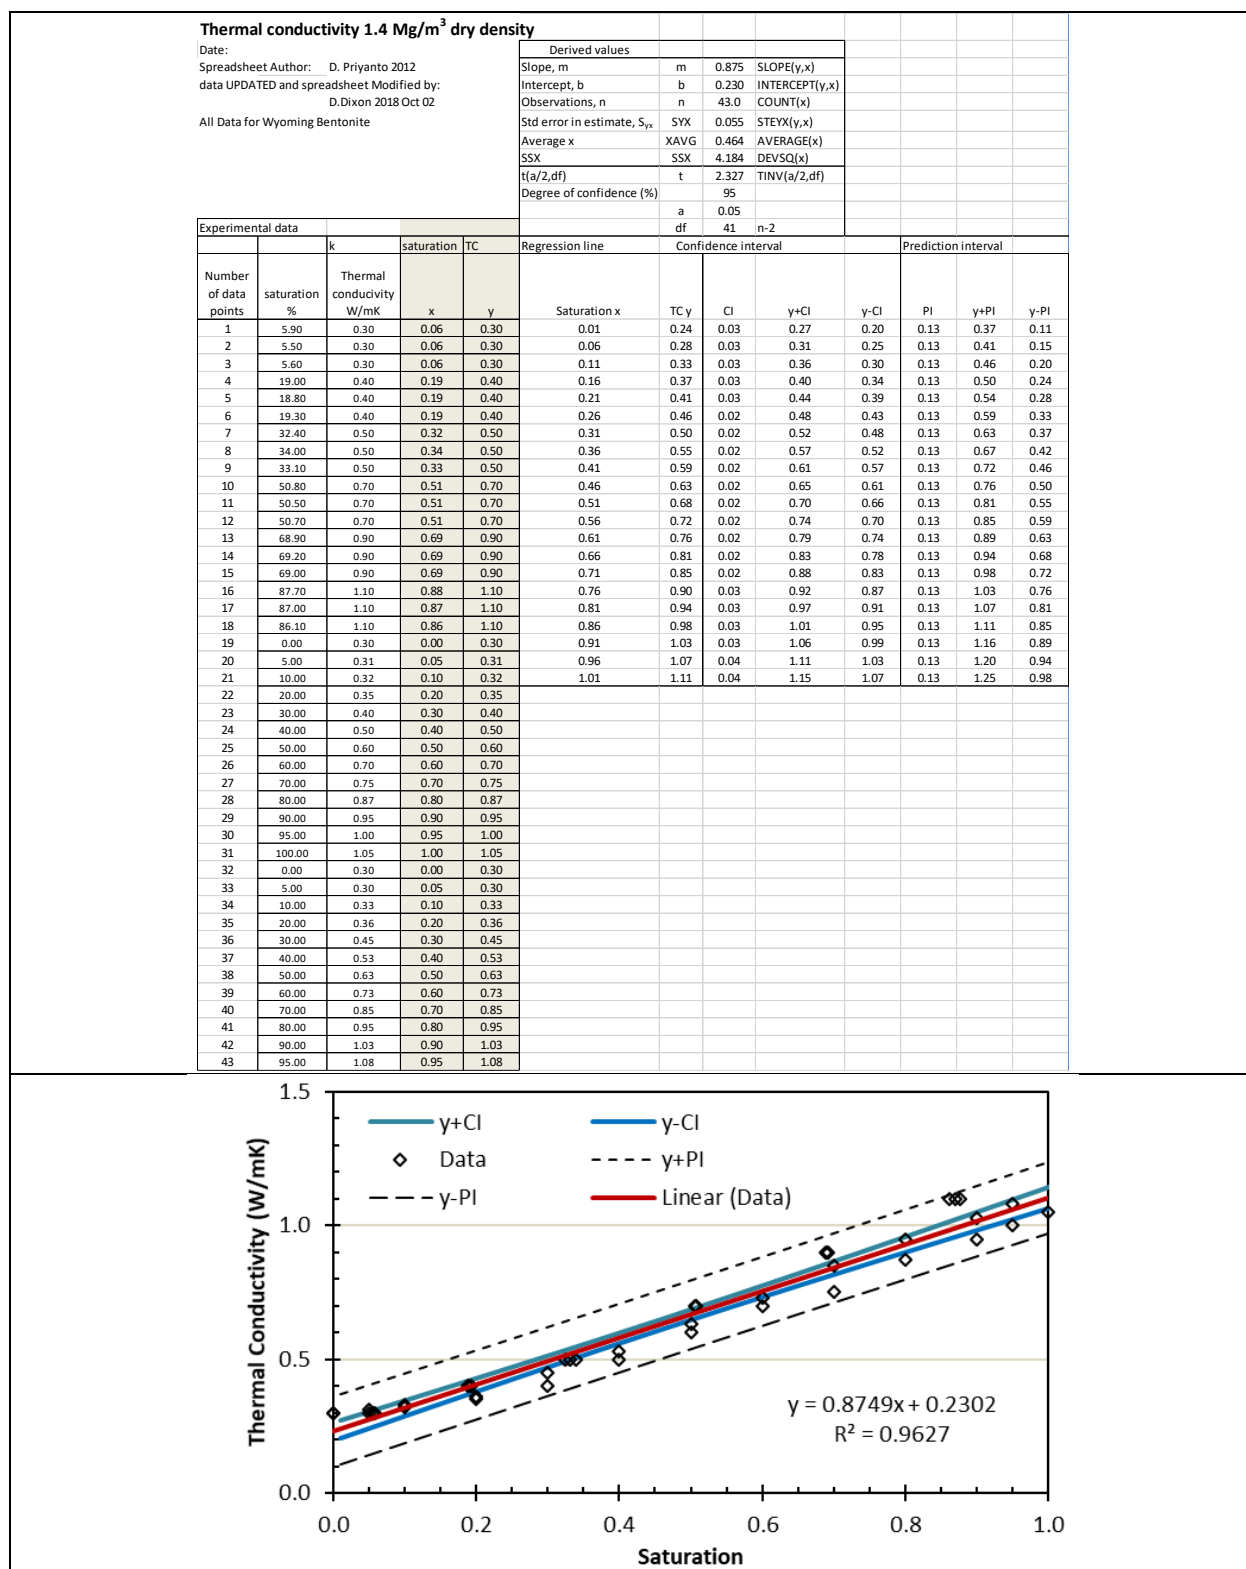 Thermal conductivity 1.4 Mg/m³ dry density
Date:
Derived values
Spreadsheet Author: D. Priyanto 2012
Slope, m m 0.875 SLOPE(y,x)
data UPDATED and spreadsheet Modified by:
Intercept, b b 0.230 INTERCEPT(y,x)
D.Dixon 2018 Oct 02
Observations, n n 43.0 COUNT(x)
All Data for Wyoming Bentonite
Std error in estimate, Syx SYX 0.055 STEYX(y,x)
Average x XAVG 0.464 AVERAGE(x)
SSX SSX 4.184 DEVSQ(x)
t(a/2,df) t 2.327 TINV(a/2,df)
Degree of confidence (%) 95
a 0.05
Experimental data df 41 n-2
k saturation TC Regression line Confidence interval Prediction interval
Number of data points saturation % Thermal conducivity W/mK x y Saturation x TC y CI y+CI y-CI PI y+PI y-PI
1 5.90 0.30 0.06 0.30 0.01 0.24 0.03 0.27 0.20 0.13 0.37 0.11
2 5.50 0.30 0.06 0.30 0.06 0.28 0.03 0.31 0.25 0.13 0.41 0.15
3 5.60 0.30 0.06 0.30 0.11 0.33 0.03 0.36 0.30 0.13 0.46 0.20
4 19.00 0.40 0.19 0.40 0.16 0.37 0.03 0.40 0.34 0.13 0.50 0.24
5 18.80 0.40 0.19 0.40 0.21 0.41 0.03 0.44 0.39 0.13 0.54 0.28
6 19.30 0.40 0.19 0.40 0.26 0.46 0.02 0.48 0.43 0.13 0.59 0.33
7 32.40 0.50 0.32 0.50 0.31 0.50 0.02 0.52 0.48 0.13 0.63 0.37
8 34.00 0.50 0.34 0.50 0.36 0.55 0.02 0.57 0.52 0.13 0.67 0.42
9 33.10 0.50 0.33 0.50 0.41 0.59 0.02 0.61 0.57 0.13 0.72 0.46
10 50.80 0.70 0.51 0.70 0.46 0.63 0.02 0.65 0.61 0.13 0.76 0.50
11 50.50 0.70 0.51 0.70 0.51 0.68 0.02 0.70 0.66 0.13 0.81 0.55
12 50.70 0.70 0.51 0.70 0.56 0.72 0.02 0.74 0.70 0.13 0.85 0.59
13 68.90 0.90 0.69 0.90 0.61 0.76 0.02 0.79 0.74 0.13 0.89 0.63
14 69.20 0.90 0.69 0.90 0.66 0.81 0.02 0.83 0.78 0.13 0.94 0.68
15 69.00 0.90 0.69 0.90 0.71 0.85 0.02 0.88 0.83 0.13 0.98 0.72
16 87.70 1.10 0.88 1.10 0.76 0.90 0.03 0.92 0.87 0.13 1.03 0.76
17 87.00 1.10 0.87 1.10 0.81 0.94 0.03 0.97 0.91 0.13 1.07 0.81
18 86.10 1.10 0.86 1.10 0.86 0.98 0.03 1.01 0.95 0.13 1.11 0.85
19 0.00 0.30 0.00 0.30 0.91 1.03 0.03 1.06 0.99 0.13 1.16 0.89
20 5.00 0.31 0.05 0.31 0.96 1.07 0.04 1.11 1.03 0.13 1.20 0.94
21 10.00 0.32 0.10 0.32 1.01 1.11 0.04 1.15 1.07 0.13 1.25 0.98
22 20.00 0.35 0.20 0.35
23 30.00 0.40 0.30 0.40
24 40.00 0.50 0.40 0.50
25 50.00 0.60 0.50 0.60
26 60.00 0.70 0.60 0.70
27 70.00 0.75 0.70 0.75
28 80.00 0.87 0.80 0.87
29 90.00 0.95 0.90 0.95
30 95.00 1.00 0.95 1.00
31 100.00 1.05 1.00 1.05
32 0.00 0.30 0.00 0.30
33 5.00 0.30 0.05 0.30
34 10.00 0.33 0.10 0.33
35 20.00 0.36 0.20 0.36
36 30.00 0.45 0.30 0.45
37 40.00 0.53 0.40 0.53
38 50.00 0.63 0.50 0.63
39 60.00 0.73 0.60 0.73
40 70.00 0.85 0.70 0.85
41 80.00 0.95 0.80 0.95
42 90.00 1.03 0.90 1.03
43 95.00 1.08 0.95 1.08
1.5
y+CI y-CI
Data y+PI
y-PI Linear (Data)
1.0
0.5
0.0
Thermal Conductivity (W/mK)
y = 0.8749x + 0.2302
R² = 0.9627
0.0 0.2 0.4 0.6 0.8 1.0
Saturation